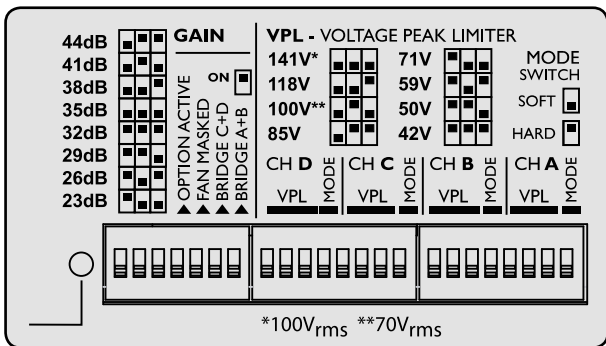 GAIN
44dB
41dB
38dB
35dB
32dB
29dB
26dB
23dB
ON
OPTION ACTIVE
FAN MASKED
BRIDGE C+D
BRIDGE A+B
VPL - VOLTAGE PEAK LIMITER
141V* 71V
118V 59V
100V** 50V
85V 42V
MODE
SWITCH
SOFT
HARD
CH D CH C CH B CH A
VPL MODE VPL MODE VPL MODE VPL MODE
*100Vrms **70Vrms